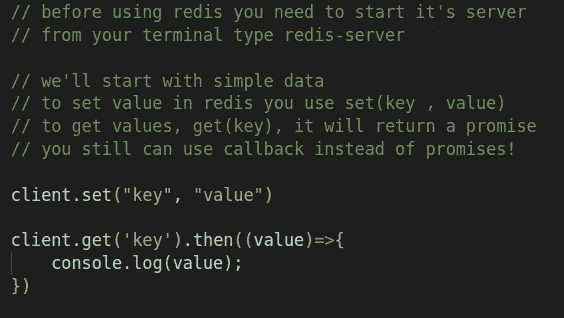 // before using redis you need to start it's server
// from your terminal type redis-server
// we'll start with simple data
// to set value in redis you use set(key , value)
// to get values, get(key), it will return a promise
// you still can use callback instead of promises!
client.set("key", "value")
client.get('key').then((value)=>{
    console.log(value);
})